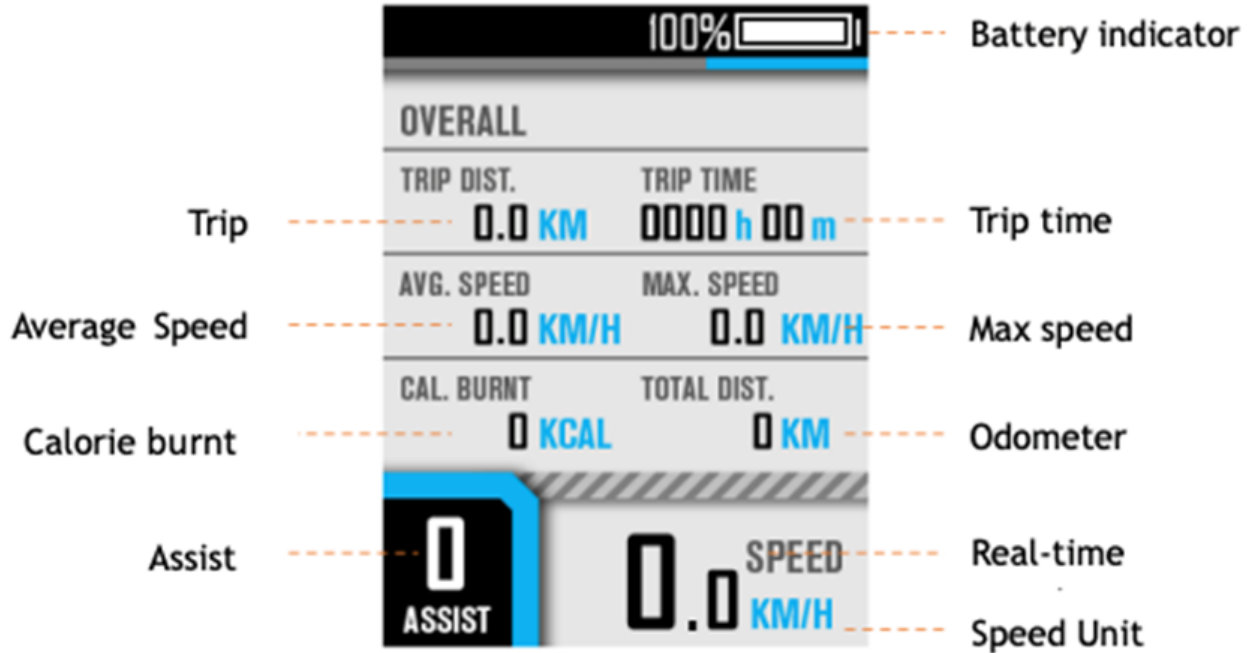 100%
Battery indicator
OVERALL
TRIP DIST. TRIP TIME
Trip 0.0 KM 0000 h 00 m Trip time
AVG. SPEED MAX. SPEED
Average Speed 0.0 KM/H 0.0 KM/H Max speed
CAL. BURNT TOTAL DIST.
Calorie burnt 0 KCAL 0 KM Odometer
Assist 0 ASSIST
0.0 SPEED KM/H
Real-time
Speed Unit